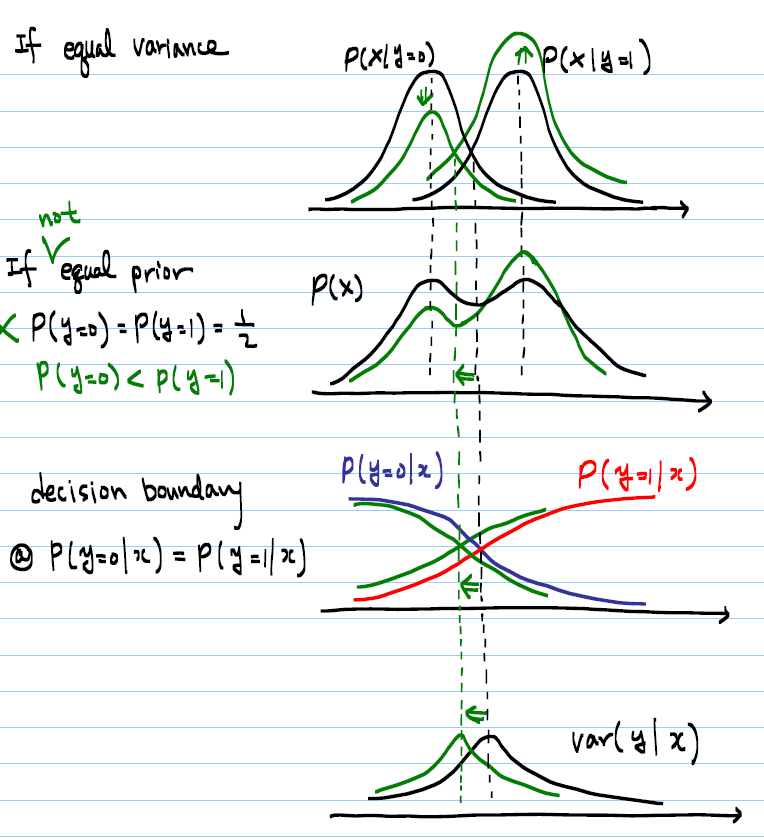 If equal variance
P(x|y=0)
P(x|y=1)
not
If equal prior
P(y=0) = P(y=1) = 1/2
P(y=0) < P(y=1)
P(x)
decision boundary
@ P(y=0|x) = P(y=1|x)
P(y=0|x)
P(y=1|x)
var(y|x)